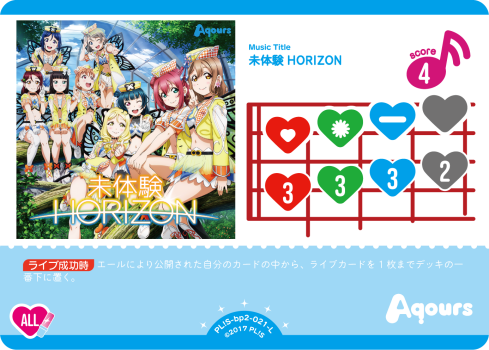 Aqours
Music Title
未体験 HORIZON
score
4
3
3
3
2
未体験
HORIZON
ライブ成功時 エールにより公開された自分のカードの中から、ライブカードを1枚までデッキの一
番下に置く。
ALL
PL!S-bp2-021-L
©2017 PL!S
Aqours